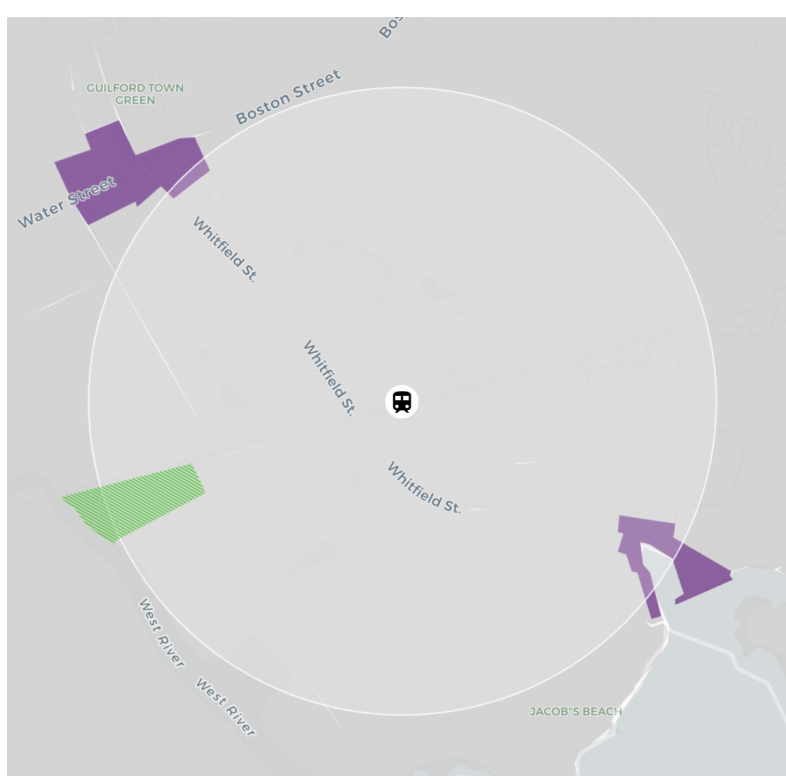 Bos
GUILFORD TOWN
GREEN
Boston Street
Water Street
Whitfield St.
Whitfield St.
Whitfield St.
West River
West River
JACOB"S BEACH